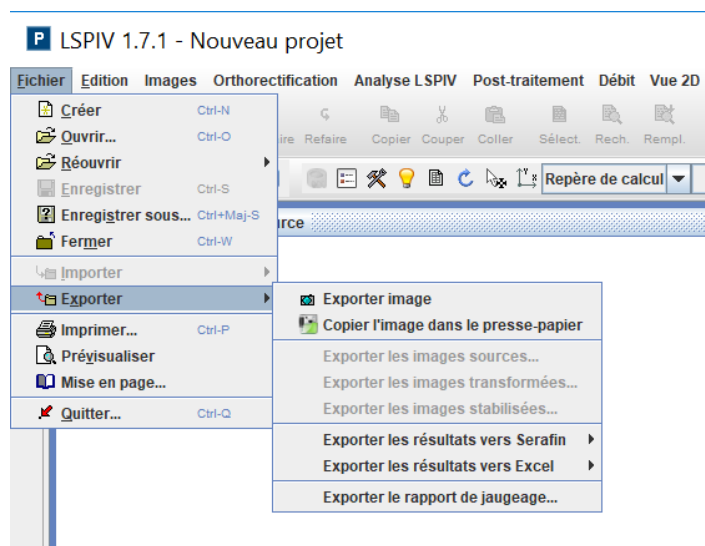 P LSPIV 1.7.1 - Nouveau projet
Fichier Edition Images Orthorectification Analyse LSPIV Post-traitement Débit Vue 2D
Créer Ctrl-N
Refaire Copier Couper Coller Sélect. Rech. Rempl.
Ouvrir... Ctrl-O
Réouvrir
Repère de calcul
Enregistrer Ctrl-S
Enregistrer sous... Ctrl+Maj-S
Fermer Ctrl-W
Importer
Exporter
Imprimer... Ctrl-P
Prévisualiser
Mise en page...
Quitter... Ctrl-Q
Exporter image
Copier l'image dans le presse-papier
Exporter les images sources...
Exporter les images transformées...
Exporter les images stabilisées...
Exporter les résultats vers Serafin
Exporter les résultats vers Excel
Exporter le rapport de jaugeage...